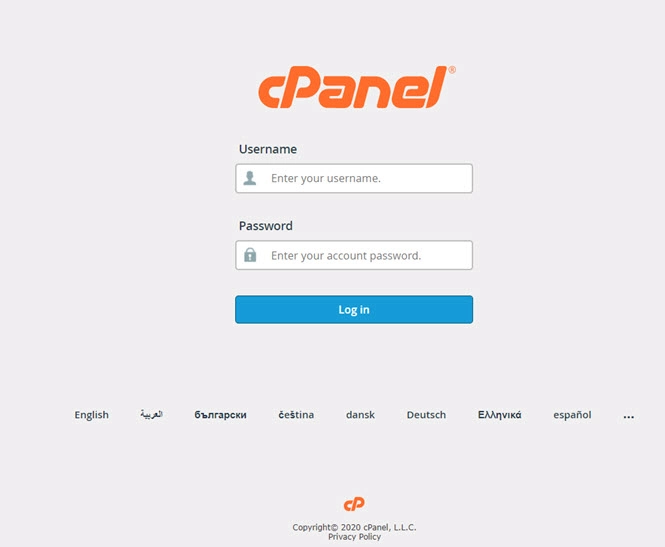 cPanel®
Username
Enter your username.
Password
Enter your account password.
Log in
English العربية български čeština dansk Deutsch Ελληνικά español ...
cP
Copyright© 2020 cPanel, L.L.C.
Privacy Policy